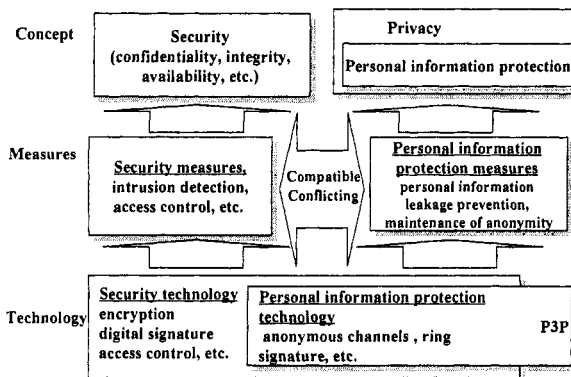 Concept
Security
(confidentiality, integrity,
availability, etc.)
Privacy
Personal information protection
Measures
Security measures,
intrusion detection,
access control, etc.
Compatible
Conflicting
Personal information
protection measures
personal information
leakage prevention,
maintenance of anonymity
Technology
Security technology
encryption
digital signature
access control, etc.
Personal information protection
technology
anonymous channels , ring
signature, etc.
P3P